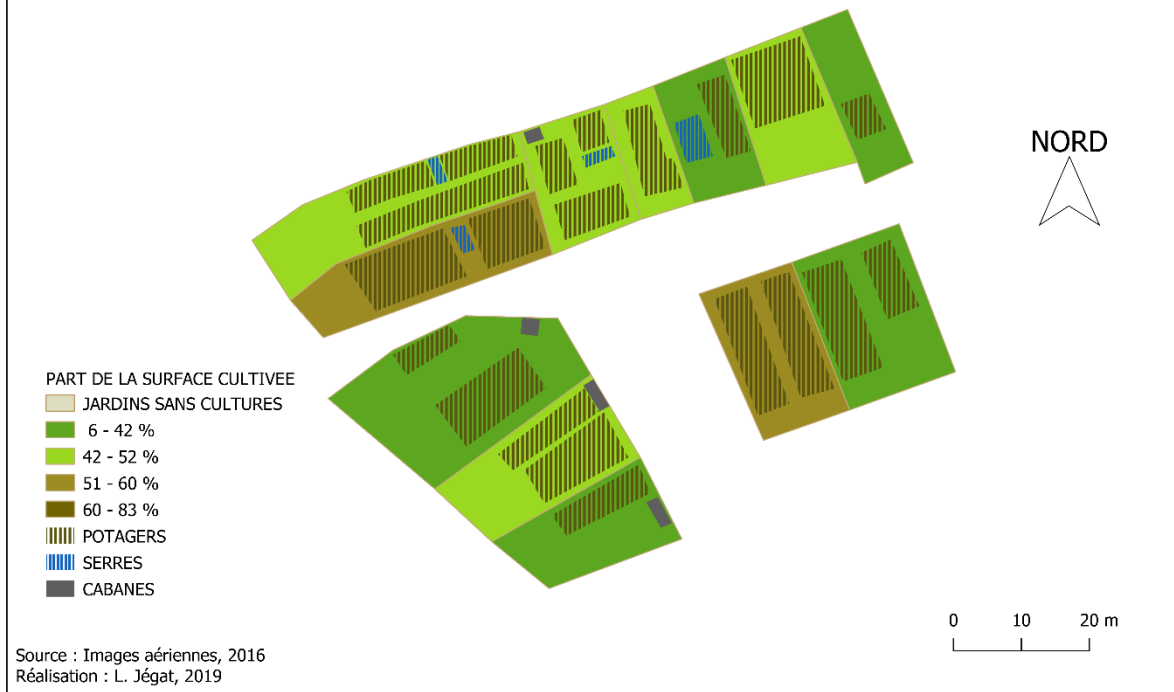 NORD
PART DE LA SURFACE CULTIVEE
JARDINS SANS CULTURES
6 - 42 %
42 - 52 %
51 - 60 %
60 - 83 %
POTAGERS
SERRES
CABANES
0 10 20 m
Source : Images aériennes, 2016
Réalisation : L. Jégat, 2019